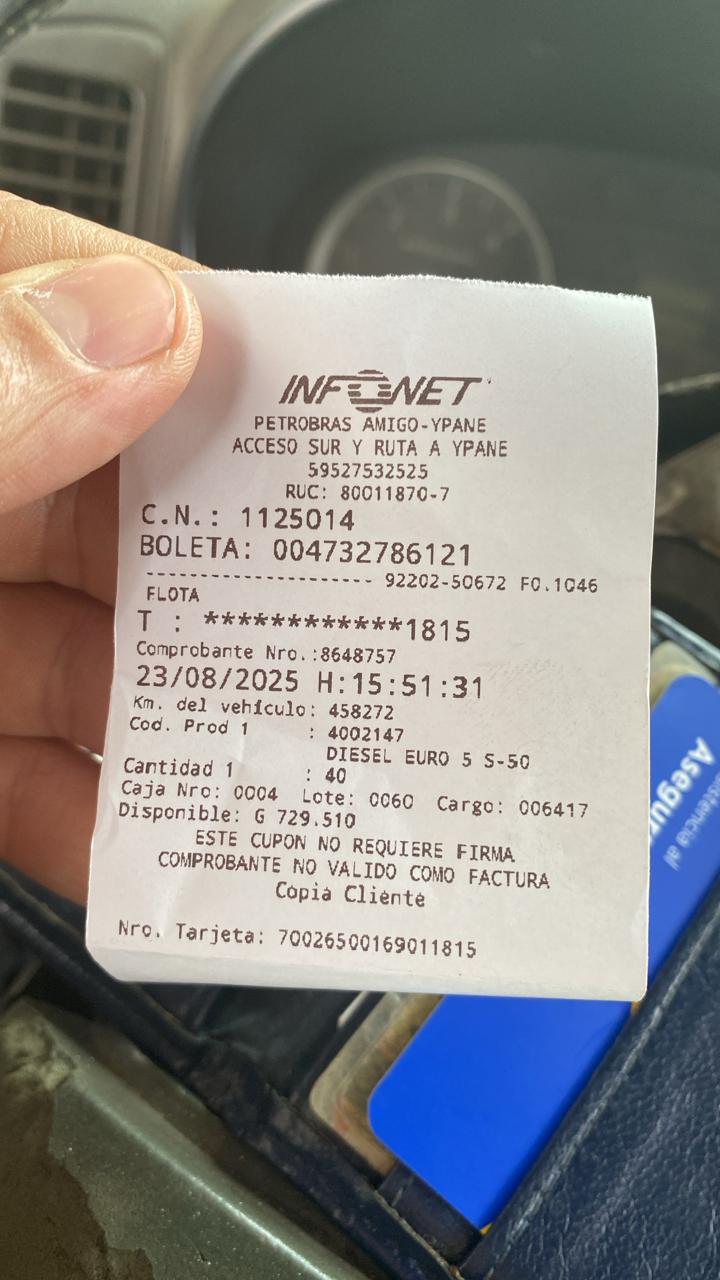 INFONET
PETROBRAS AMIGO-YPANE
ACCESO SUR Y RUTA A YPANE
59527532525
RUC: 80011870-7
C.N.: 1125014
BOLETA: 004732786121
--------------------- 92202-50672 F0.1046
FLOTA
T : ************1815
Comprobante Nro.:8648757
23/08/2025 H:15:51:31
Km. del vehículo: 458272
Cod. Prod 1 : 4002147
DIESEL EURO 5 S-50
Cantidad 1 : 40
Caja Nro: 0004 Lote: 0060 Cargo: 006417
Disponible: G 729.510
ESTE CUPON NO REQUIERE FIRMA
COMPROBANTE NO VALIDO COMO FACTURA
Copia Cliente
Nro. Tarjeta: 70026500169011815
Asegur
istencia al